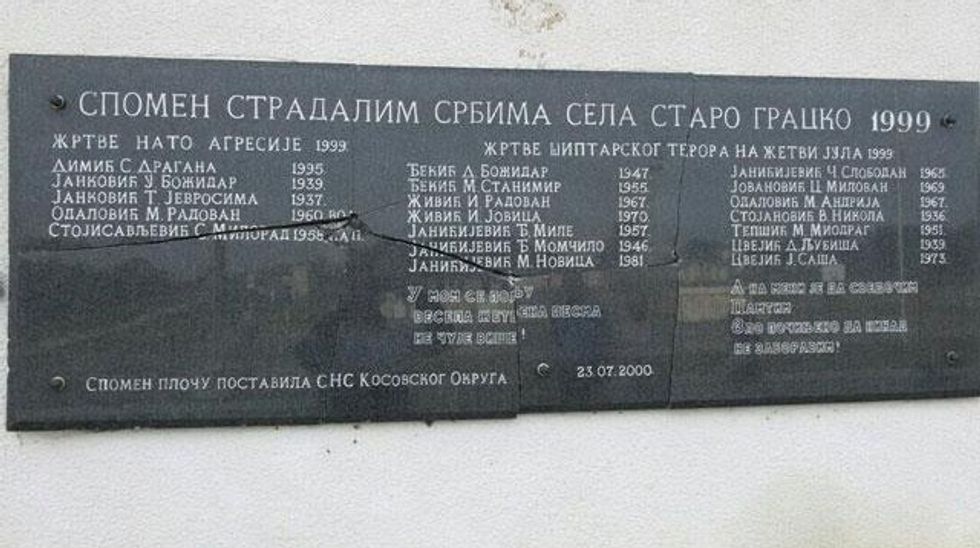 СПОМЕН СТРАДАЛИМ СРБИМА СЕЛА СТАРО ГРАЦКО 1999
ЖРТВЕ НАТО АГРЕСИЈЕ 1999
ДИМИЋ С. ДРАГАНА 1995.
ЈАНКОВИЋ У. БОЖИДАР 1939.
ЈАНКОВИЋ Т. ЈЕВРОСИМА 1937.
ОДАЛОВИЋ М. РАДОВАН 1960.
СТОЈИСАВЉЕВИЋ С. МИЛОРАД 1958.
ЖРТВЕ ШИПТАРСКОГ ТЕРОРА НА ЖЕТВИ ЈУЛА 1999
ЂЕКИЋ Д. БОЖИДАР 1947.
ЂЕКИЋ М. СТАНИМИР 1955.
ЖИВИЋ И. РАДОВАН 1967.
ЖИВИЋ И. ЈОВИЦА 1970.
ЈАНИЋИЈЕВИЋ Ђ. МИЛЕ 1957.
ЈАНИЋИЈЕВИЋ Ђ. МОМЧИЛО 1946.
ЈАНИЋИЈЕВИЋ М. НОВИЦА 1981.
ЈАНИЋИЈЕВИЋ Ч. СЛОБОДАН 1965.
ЈОВАНОВИЋ Ц. МИЛОВАН 1969.
ОДАЛОВИЋ М. АНДРИЈА 1967.
СТОЈАНОВИЋ В. НИКОЛА 1936.
ТЕПШИЋ М. МИОДРАГ 1951.
ЦВЕЈИЋ Д. ЉУБИША 1939.
ЦВЕЈИЋ Ј. САША 1973.
У МОМ СЕ
ВЕСЕЛА ПЕСМА
НЕ ЧУЈЕ ВИШЕ!
А НА МЕНИ ЈЕ ДА СВЕДОЧИМ
ПАМТИМ
ЗЛО ПОЧИЊЕНО ДА НИКАД
НЕ ЗАБОРАВИМ!
СПОМЕН ПЛОЧУ ПОСТАВИЛА СНС КОСОВСКОГ ОКРУГА
23.07.2000.